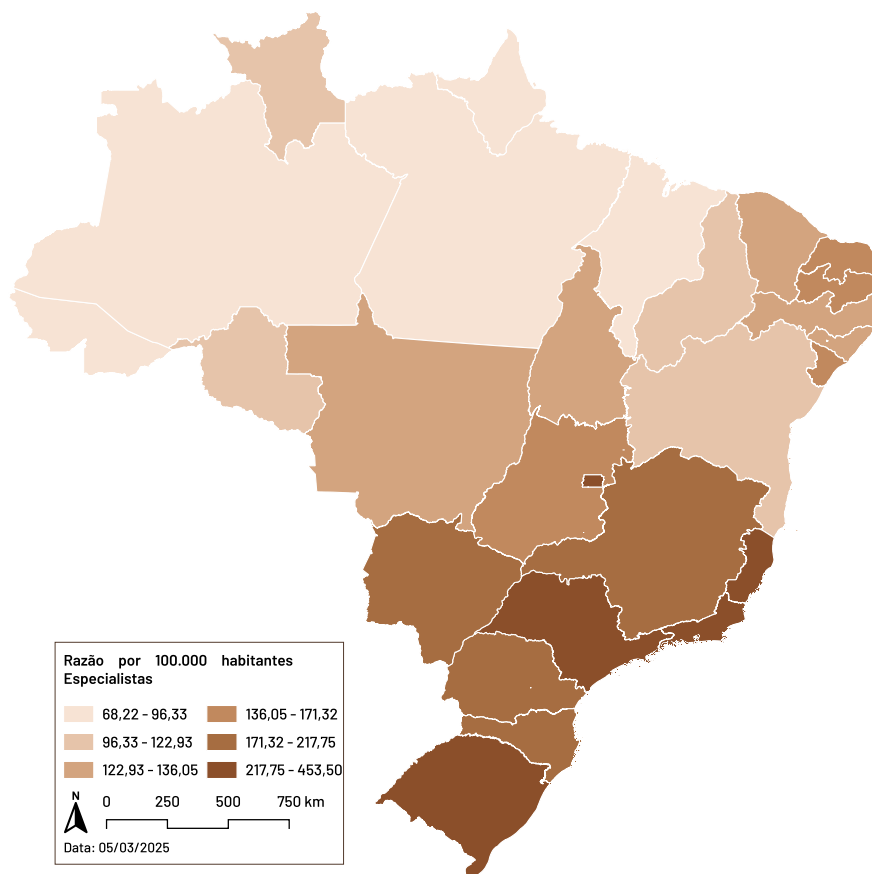 Razão por 100.000 habitantes
Especialistas
68,22 - 96,33
136,05 - 171,32
96,33 - 122,93
171,32 - 217,75
122,93 - 136,05
217,75 - 453,50
N
0 250 500 750 km
Data: 05/03/2025